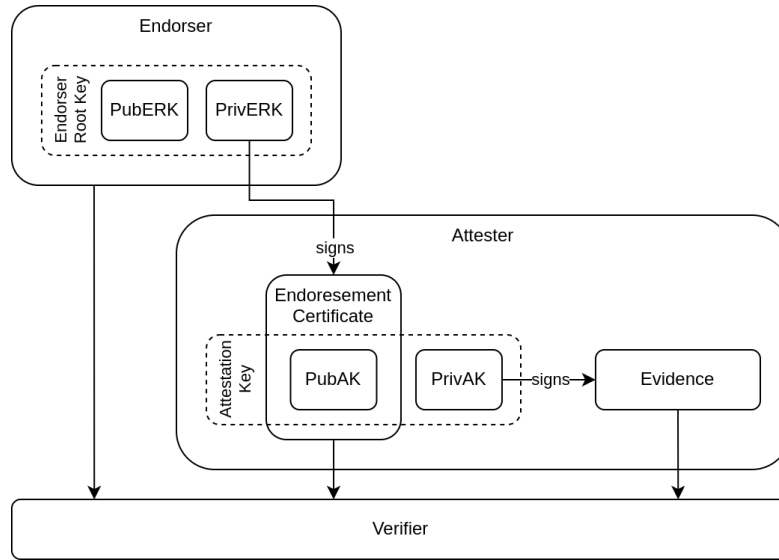 Endorser
Endorser
Root Key
PubERK
PrivERK
signs
Attester
Endoresement
Certificate
Attestation
Key
PubAK
PrivAK
signs
Evidence
Verifier